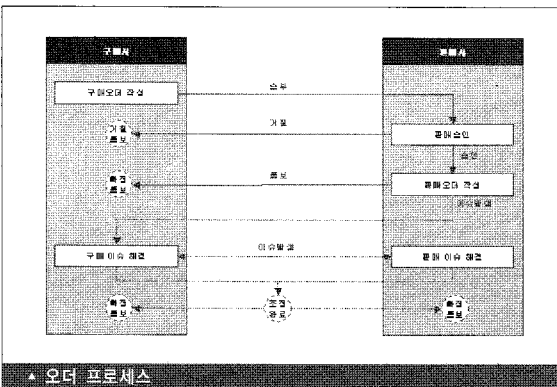 구매사
판매사
구매오더 작성
송부
거절
거절
통보
판매승인
승인
통보
확정
통보
판매오더 작성
이슈발생
구매 이슈 해결
이슈발생
판매 이슈 해결
확정
통보
조정
완료
확정
통보
▲ 오더 프로세스